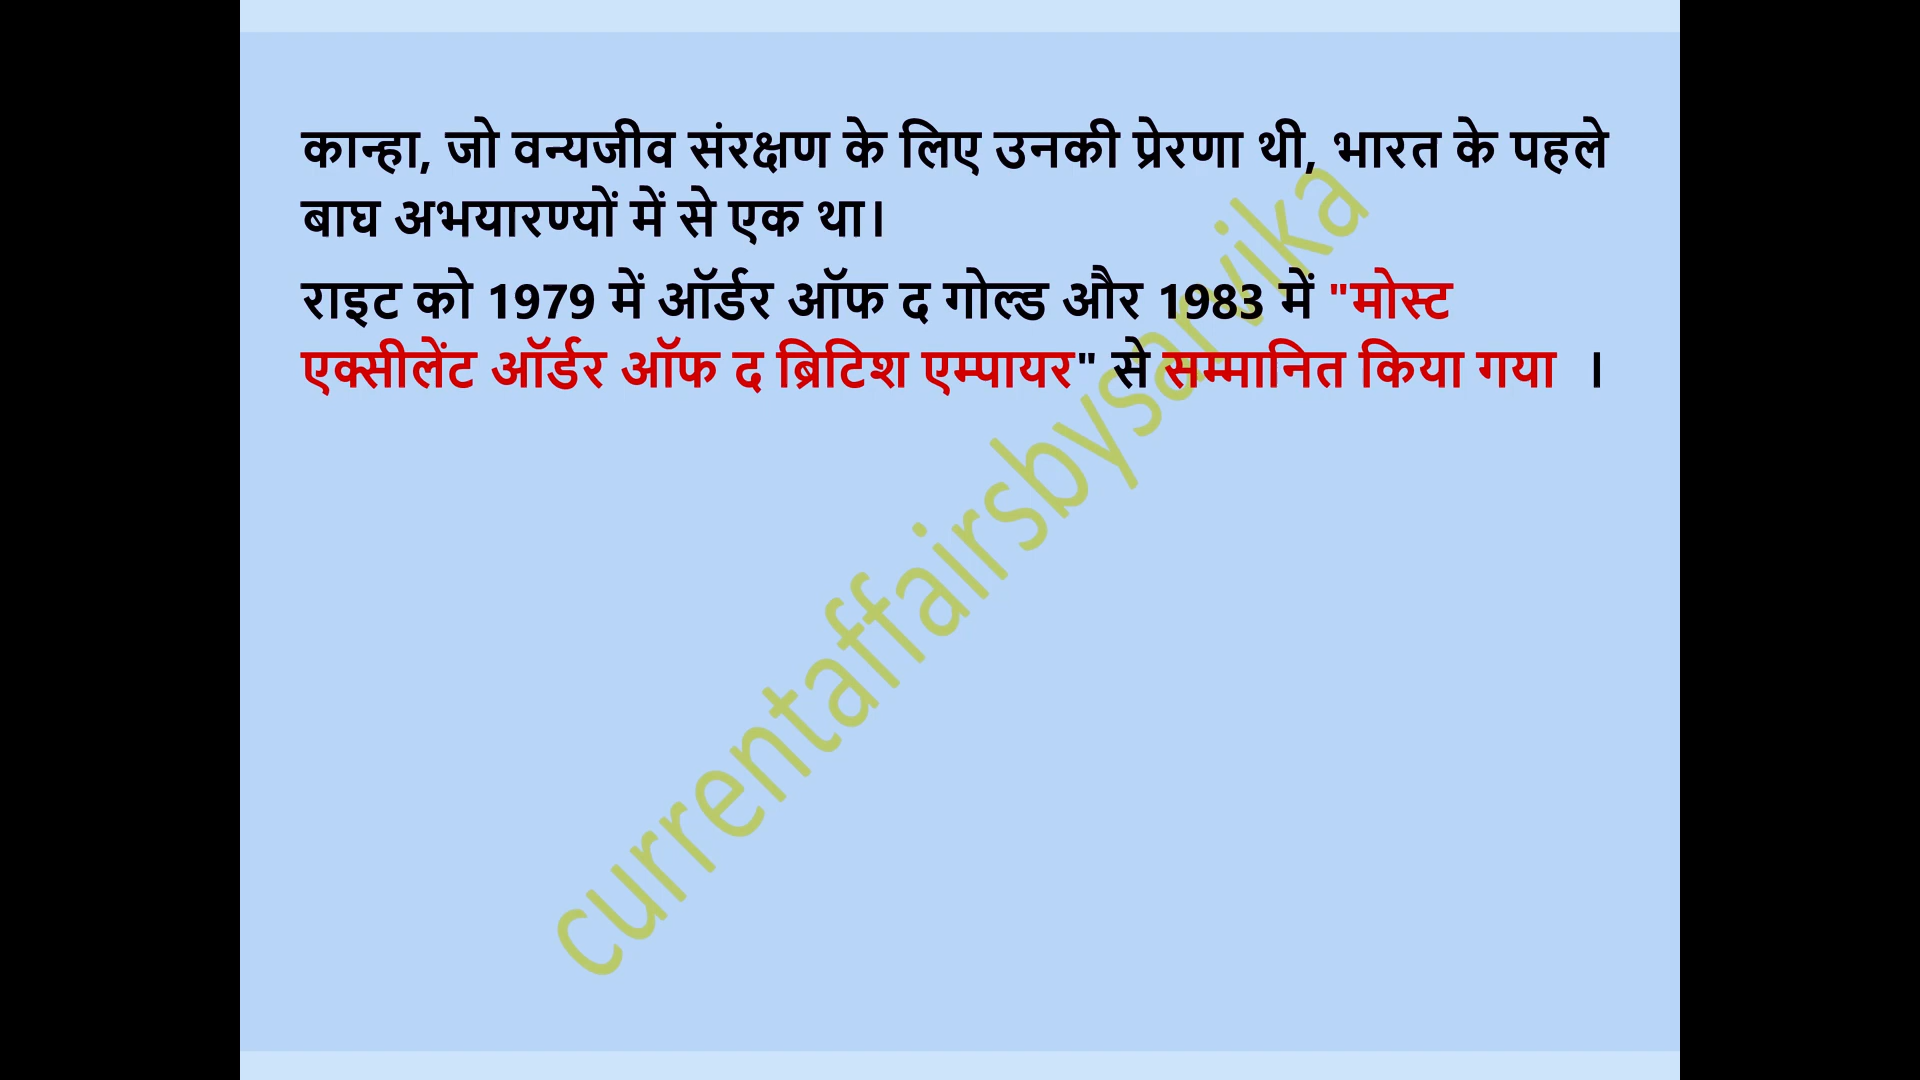 कान्हा, जो वन्यजीव संरक्षण के लिए उनकी प्रेरणा थी, भारत के पहले
बाघ अभयारण्यों में से एक था।
राइट को 1979 में ऑर्डर ऑफ द गोल्ड और 1983 में "मोस्ट
एक्सीलेंट ऑर्डर ऑफ द ब्रिटिश एम्पायर" से सम्मानित किया गया ।
currentaffairsbysarvika